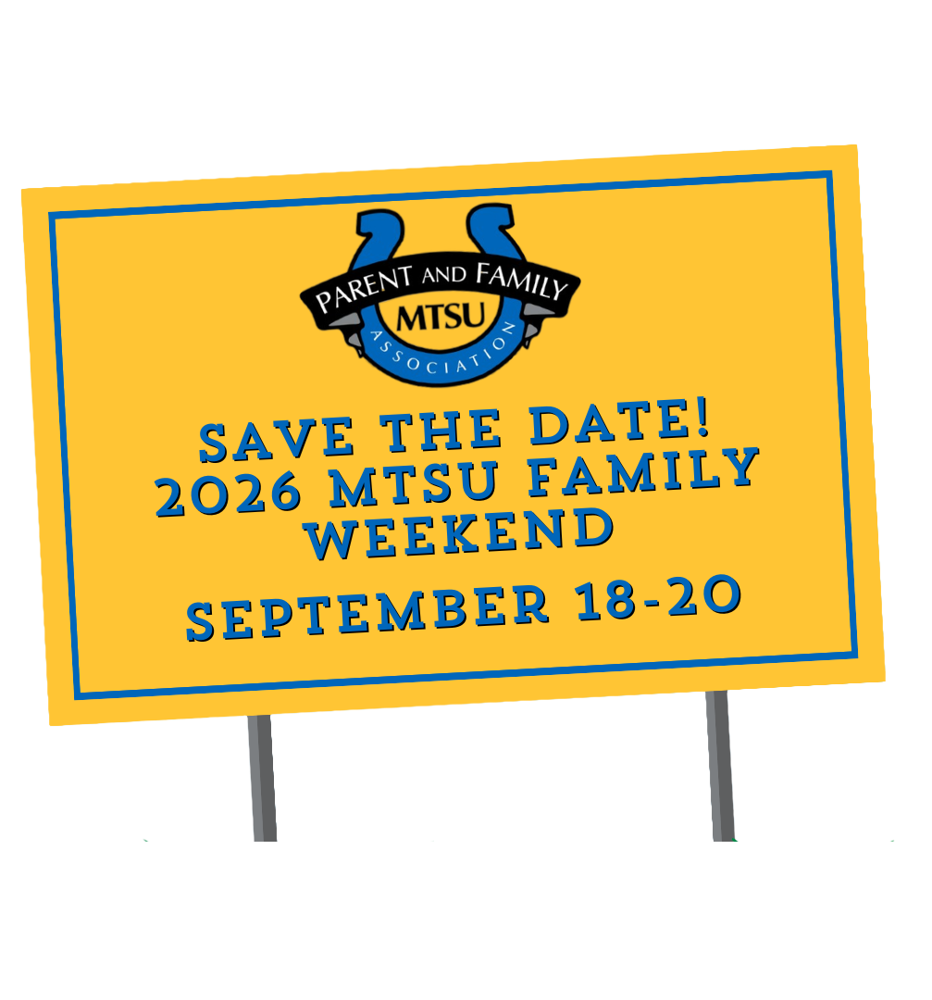 PARENT AND FAMILY
MTSU
ASSOCIATION
SAVE THE DATE!
2026 MTSU FAMILY
WEEKEND
SEPTEMBER 18-20